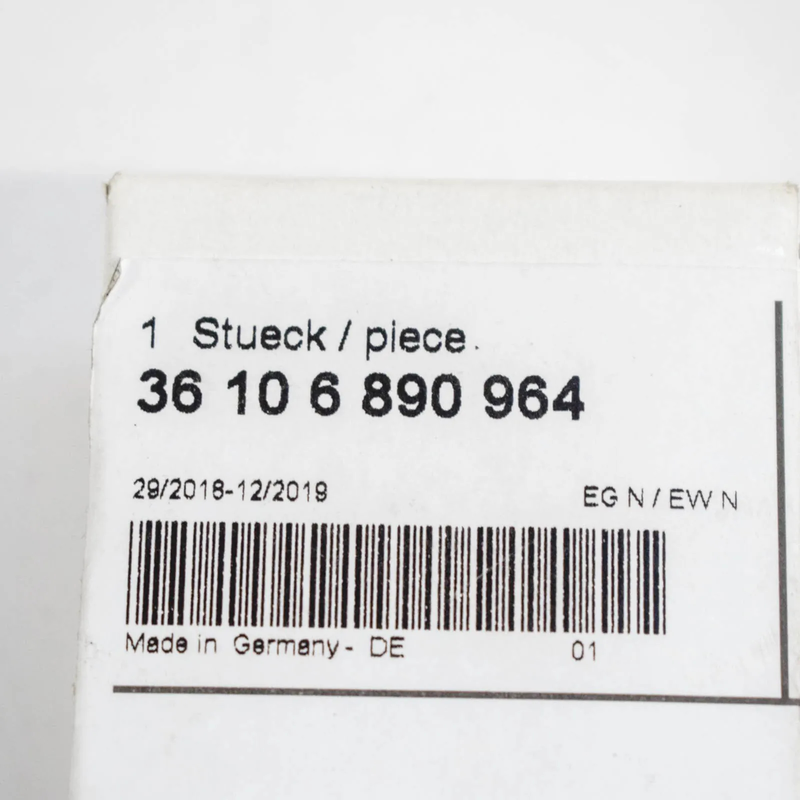 1 Stueck / piece.
36 10 6 890 964
29/2018-12/2019 EG N / EW N
Made in Germany - DE 01